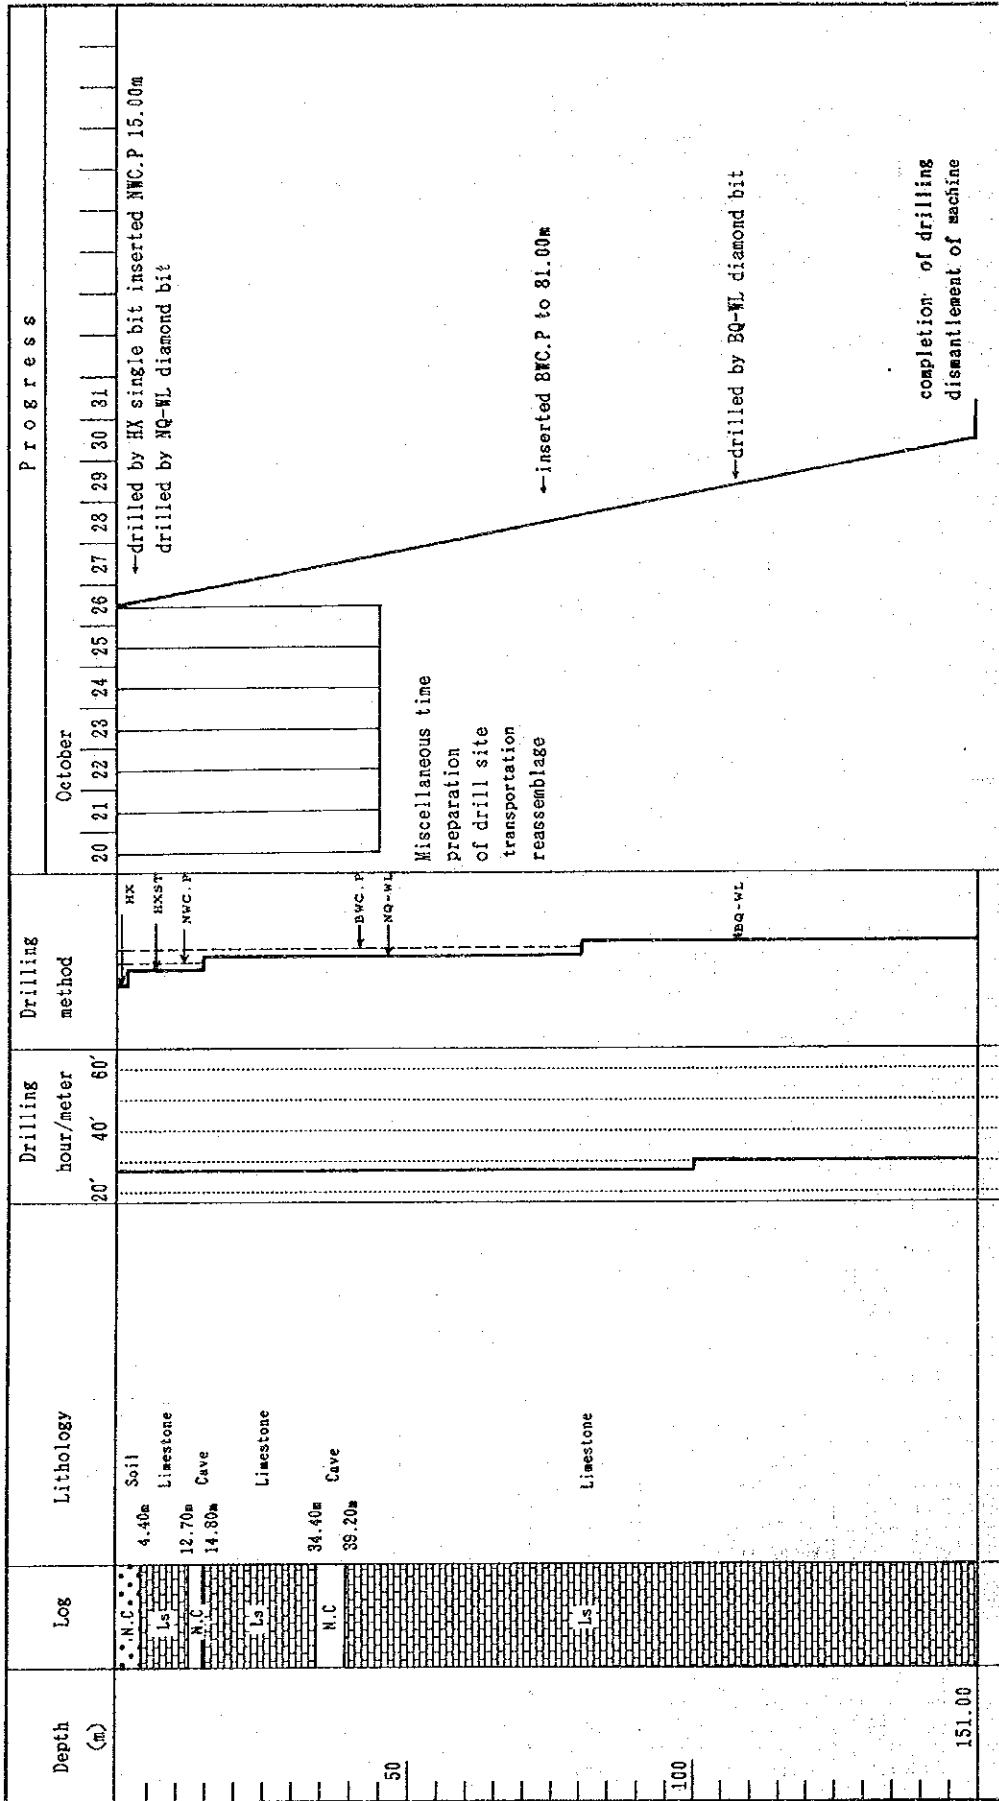 Depth
(m)
Log
Lithology
Drilling
hour/meter
20′ 40′ 60′
Drilling
method
Progress
October
20 21 22 23 24 25 26 27 28 29 30 31
50
100
151.00
N.C
Ls
N.C
Ls
N.C
Ls
Soil
4.40m
Limestone
12.70m
Cave
14.80m
Limestone
34.40m
Cave
39.20m
Limestone
HX
HXST
NWC.P
BWC.P
NQ-WL
BQ-WL
←drilled by HX single bit inserted NWC.P 15.00m
drilled by NQ-WL diamond bit
Miscellaneous time
preparation
of drill site
transportation
reassemblage
←inserted BWC.P to 81.00m
←drilled by BQ-WL diamond bit
completion of drilling
dismantlement of machine